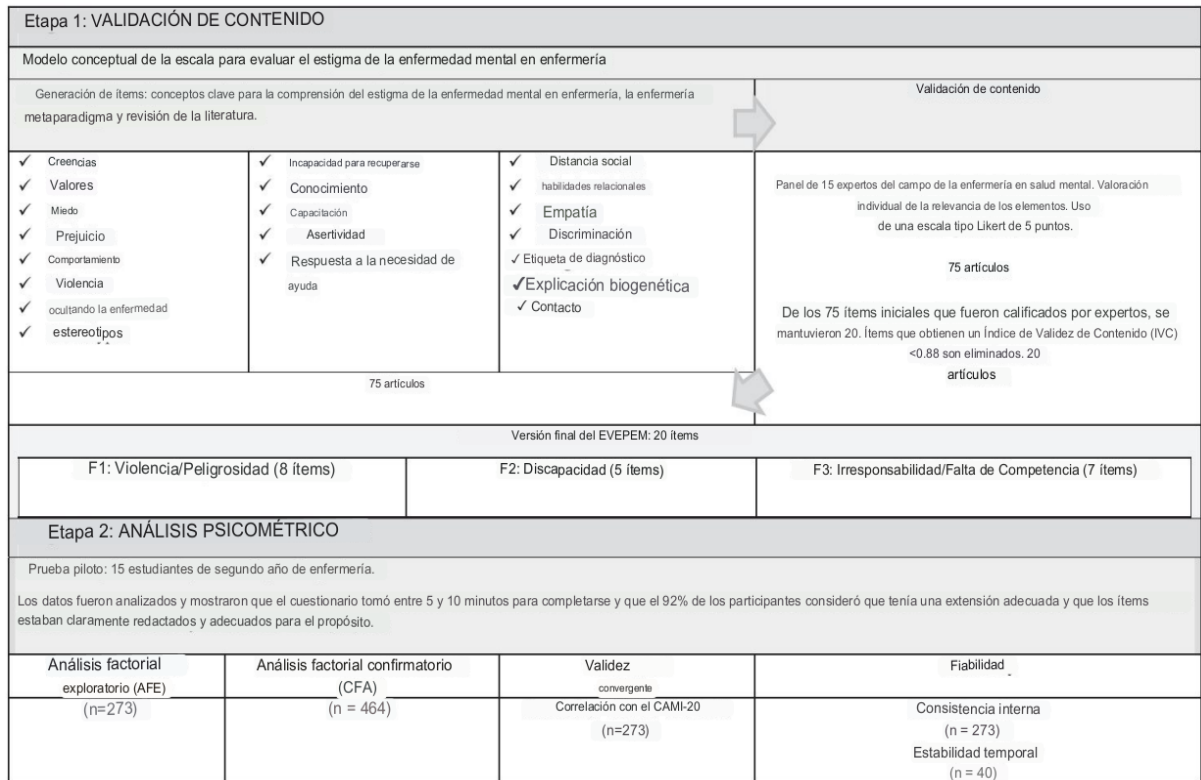 Etapa 1: VALIDACIÓN DE CONTENIDO
Modelo conceptual de la escala para evaluar el estigma de la enfermedad mental en enfermería
Generación de ítems: conceptos clave para la comprensión del estigma de la enfermedad mental en enfermería, la enfermería
metaparadigma y revisión de la literatura.
Validación de contenido
✓ Creencias
✓ Valores
✓ Miedo
✓ Prejuicio
✓ Comportamiento
✓ Violencia
✓ ocultando la enfermedad
✓ estereotipos
✓ Incapacidad para recuperarse
✓ Conocimiento
✓ Capacitación
✓ Asertividad
✓ Respuesta a la necesidad de
ayuda
✓ Distancia social
✓ habilidades relacionales
✓ Empatía
✓ Discriminación
✓ Etiqueta de diagnóstico
✓Explicación biogenética
✓ Contacto
75 artículos
Panel de 15 expertos del campo de la enfermería en salud mental. Valoración
individual de la relevancia de los elementos. Uso
de una escala tipo Likert de 5 puntos.
75 artículos
De los 75 ítems iniciales que fueron calificados por expertos, se
mantuvieron 20. Ítems que obtienen un Índice de Validez de Contenido (IVC)
<0.88 son eliminados. 20
artículos
Versión final del EVEPEM: 20 ítems
F1: Violencia/Peligrosidad (8 ítems)
F2: Discapacidad (5 ítems)
F3: Irresponsabilidad/Falta de Competencia (7 ítems)
Etapa 2: ANÁLISIS PSICOMÉTRICO
Prueba piloto: 15 estudiantes de segundo año de enfermería.
Los datos fueron analizados y mostraron que el cuestionario tomó entre 5 y 10 minutos para completarse y que el 92% de los participantes consideró que tenía una extensión adecuada y que los ítems
estaban claramente redactados y adecuados para el propósito.
Análisis factorial
exploratorio (AFE)
(n=273)
Análisis factorial confirmatorio
(CFA)
(n = 464)
Validez
convergente
Correlación con el CAMI-20
(n=273)
Fiabilidad
Consistencia interna
(n = 273)
Estabilidad temporal
(n = 40)